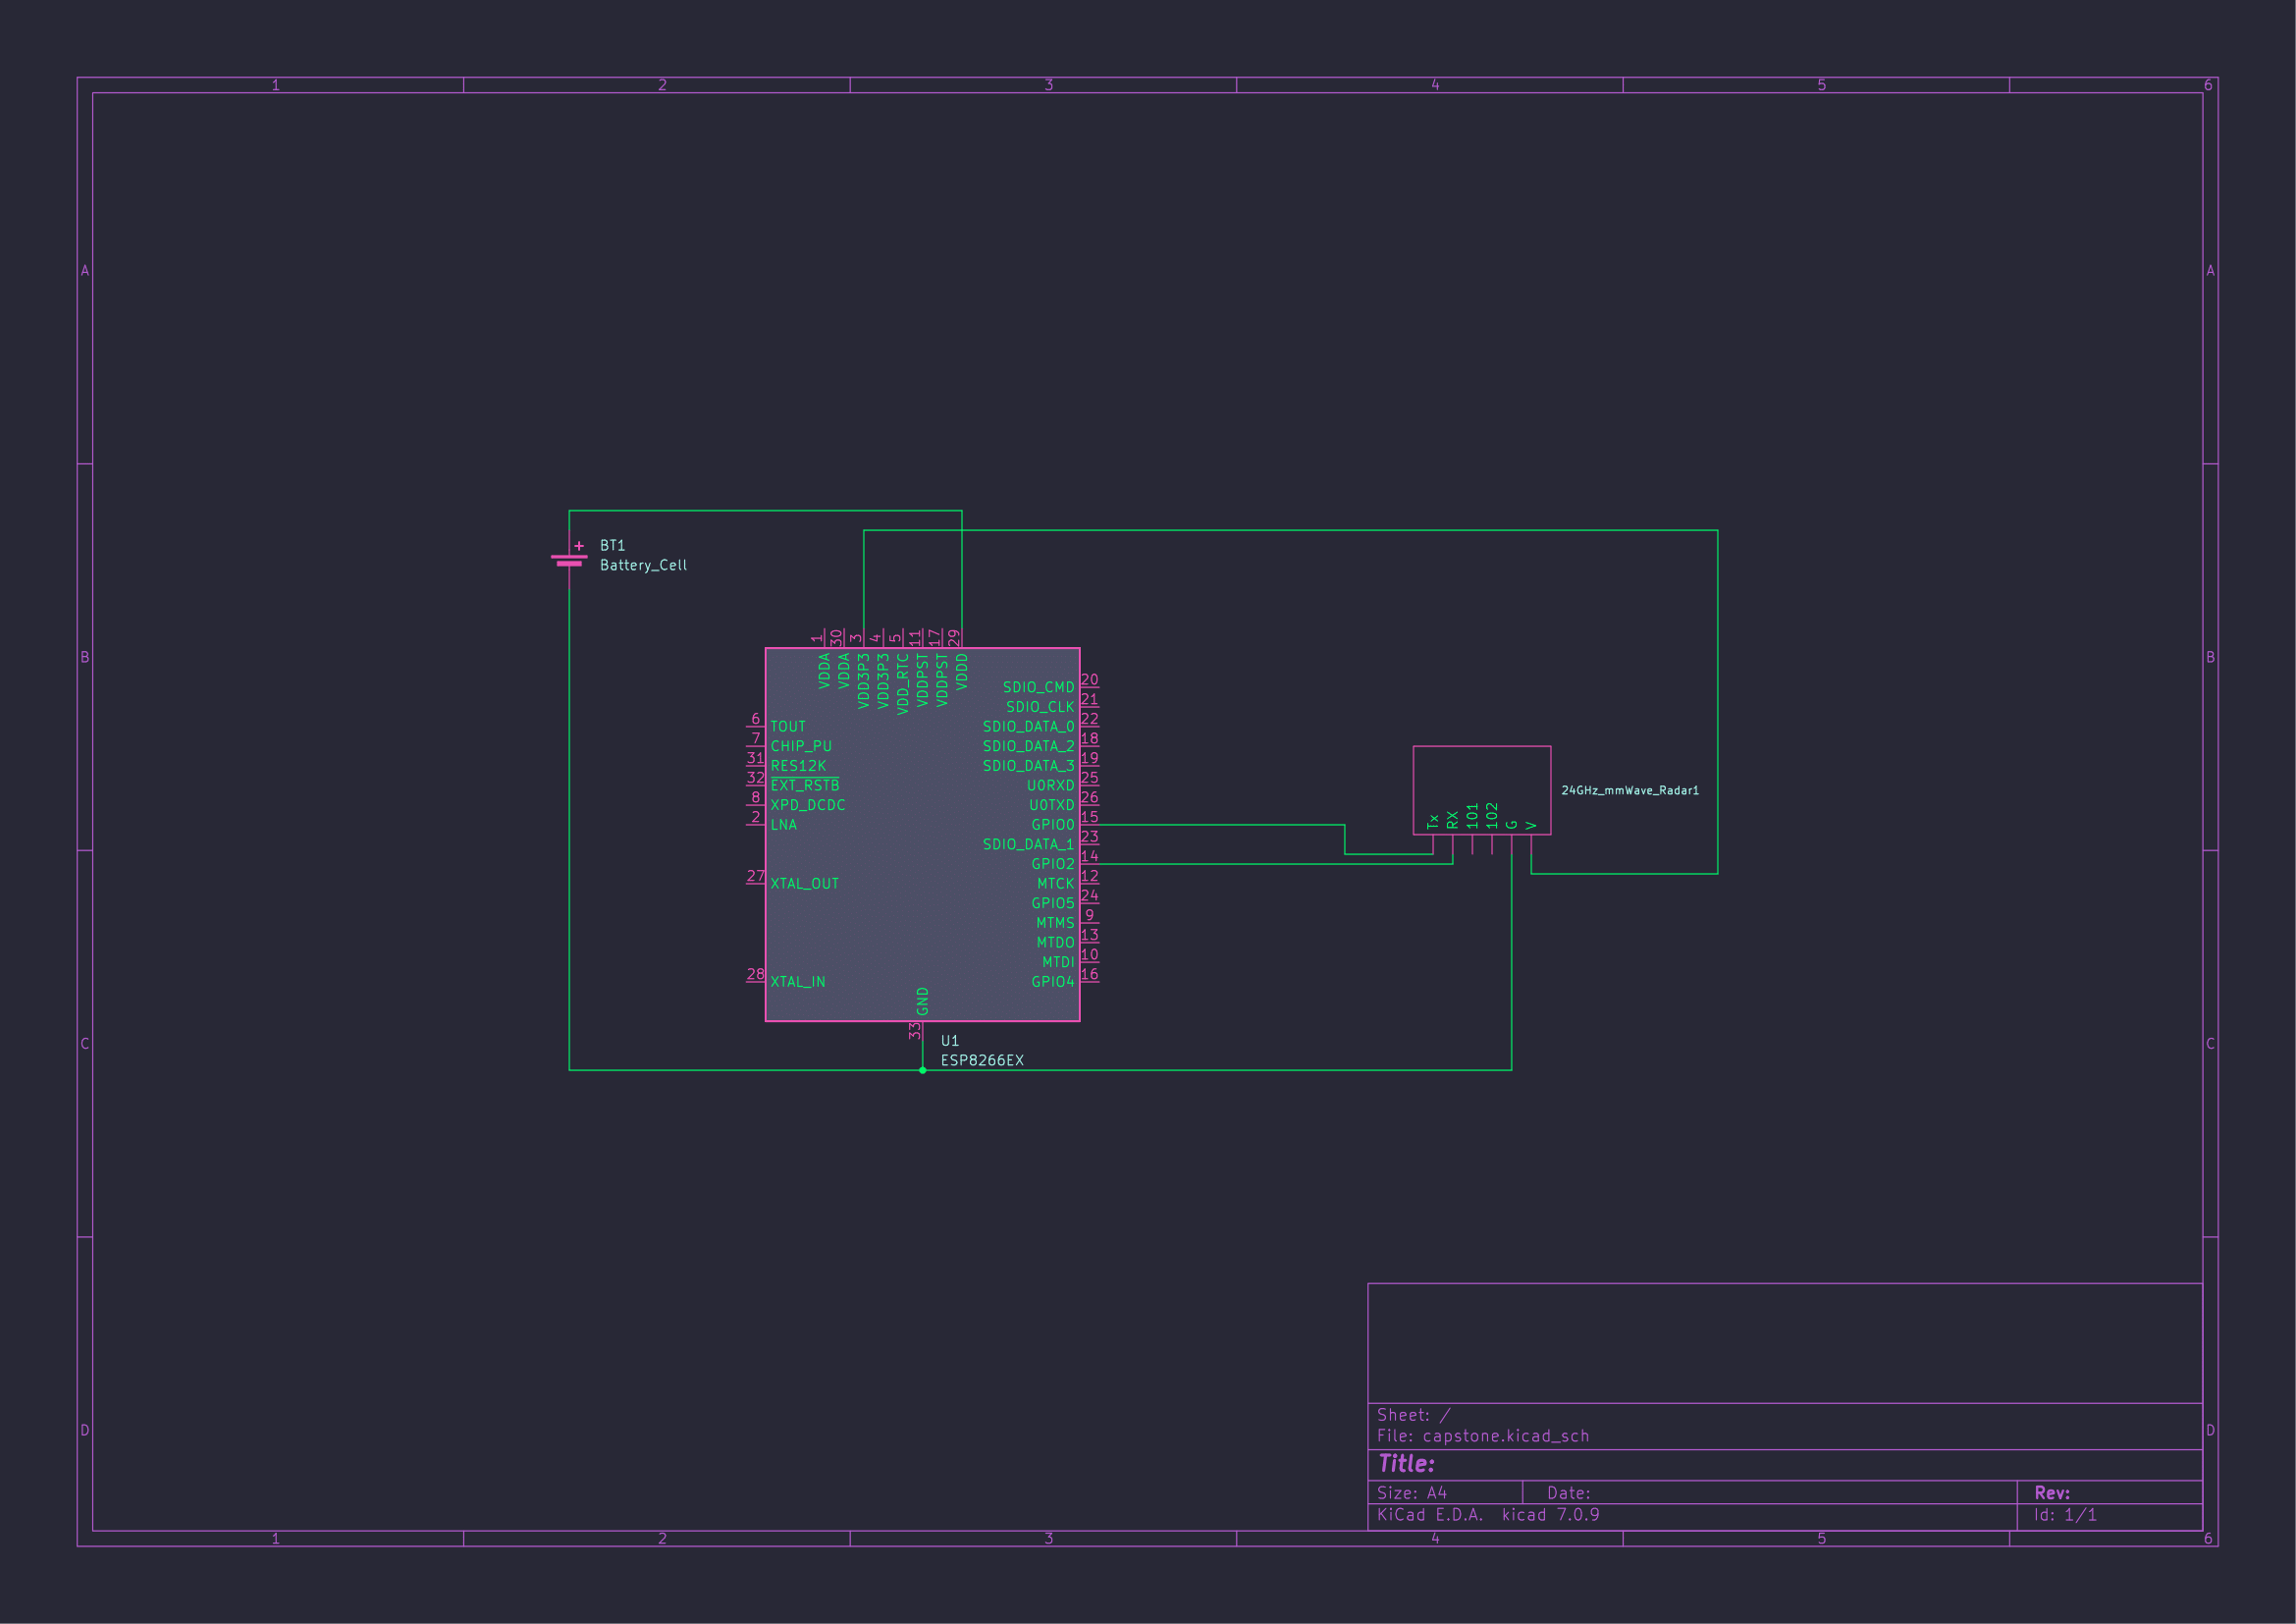 1 2 3 4 5 6
A A
BT1
Battery_Cell
1 30 3 4 5 11 17 29
B B
VDDA VDDA VDD3P3 VDD3P3 VDD_RTC VDDPST VDDPST VDDD
20 SDIO_CMD
21 SDIO_CLK
6 TOUT 22 SDIO_DATA_0
7 CHIP_PU 18 SDIO_DATA_2
31 RES12K 19 SDIO_DATA_3
32 EXT_RSTB 25 U0RXD
8 XPD_DCDC 26 U0TXD
2 LNA 15 GPIO0
23 SDIO_DATA_1
14 GPIO2
27 XTAL_OUT 12 MTCK
24 GPIO5
9 MTMS
13 MTDO
10 MTDI
28 XTAL_IN 16 GPIO4
GND
33
24GHz_mmWave_Radar1
Tx RX 101 102 G V
U1
ESP8266EX
C C
Sheet: /
File: capstone.kicad_sch
D D
Title:
Size: A4 Date: Rev:
KiCad E.D.A. kicad 7.0.9 Id: 1/1
1 2 3 4 5 6